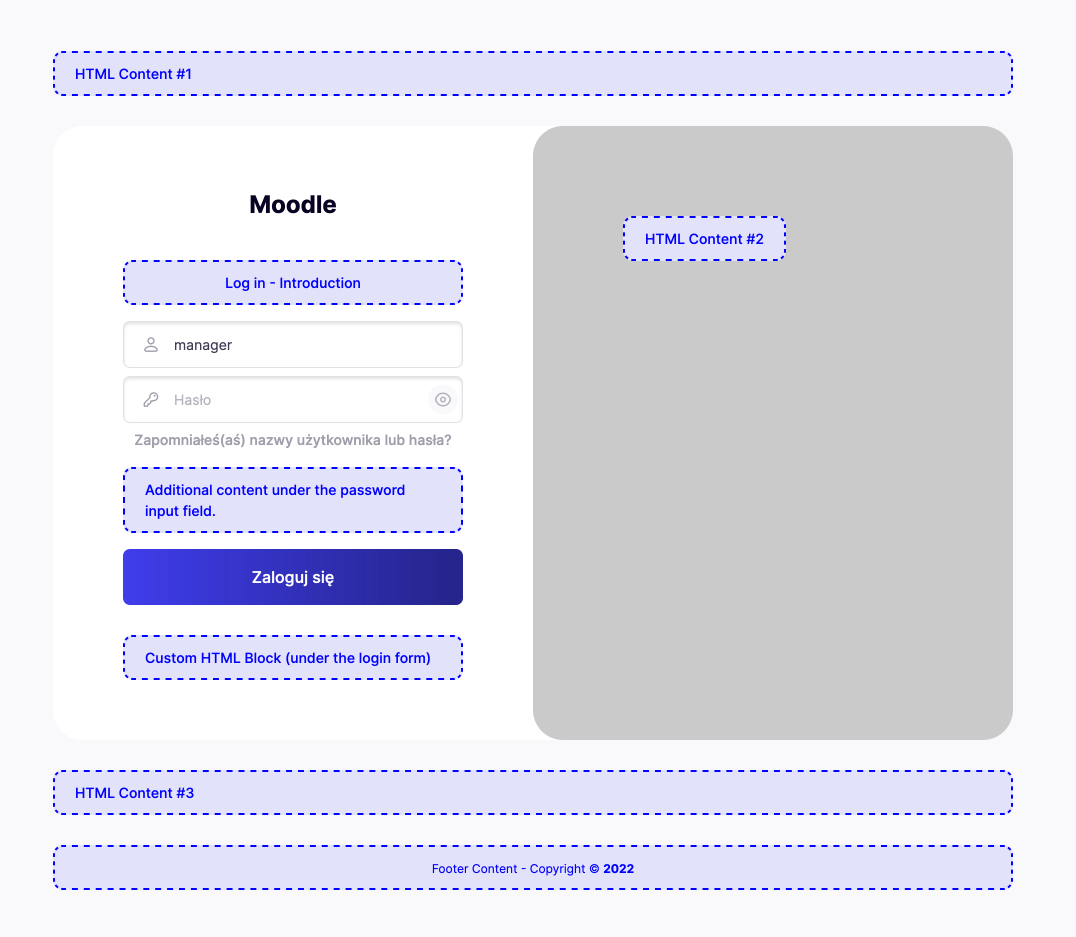 HTML Content #1
Moodle
Log in - Introduction
manager
Hasło
Zapomniałeś(aś) nazwy użytkownika lub hasła?
Additional content under the password
input field.
Zaloguj się
Custom HTML Block (under the login form)
HTML Content #2
HTML Content #3
Footer Content - Copyright © 2022